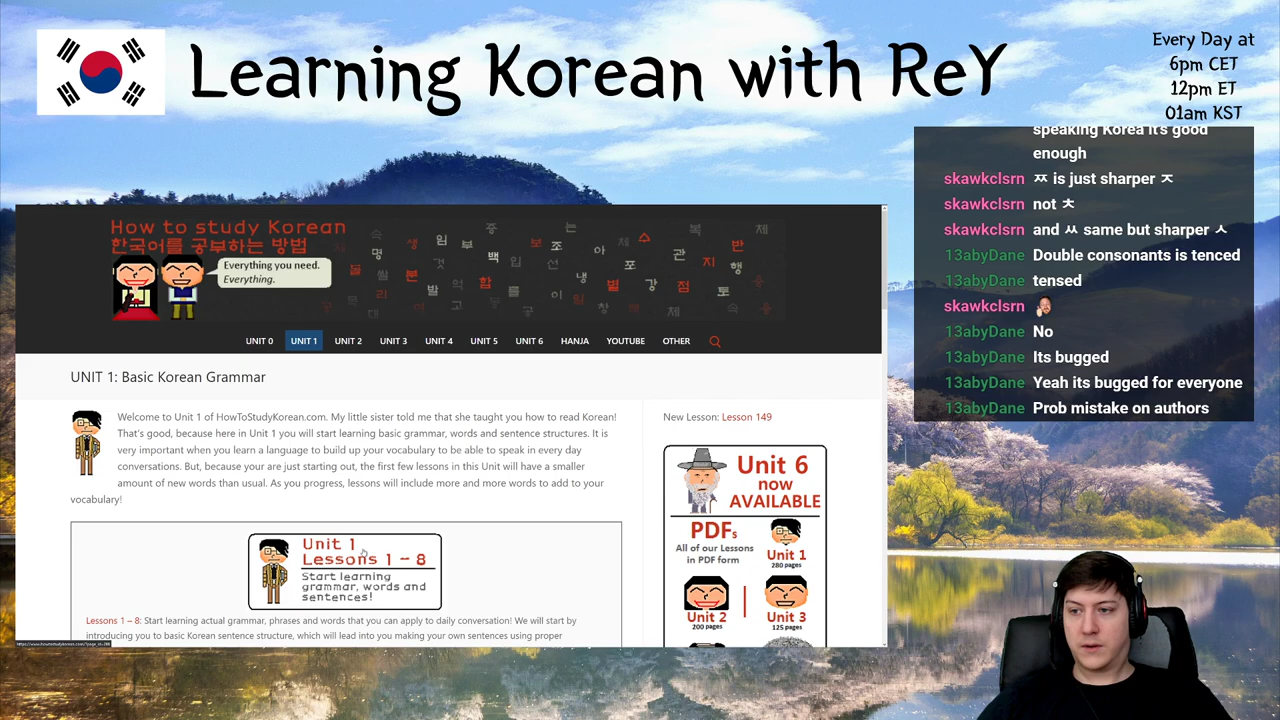 Learning Korean with ReY
Every Day at
6pm CET
12pm ET
01am KST
speaking Korea it's good
enough
skawkclsrn ㅉ is just sharper ㅈ
skawkclsrn not ㅊ
skawkclsrn and ㅆ same but sharper ㅅ
13abyDane Double consonants is tenced
13abyDane tensed
skawkclsrn
13abyDane No
13abyDane Its bugged
13abyDane Yeah its bugged for everyone
13abyDane Prob mistake on authors
How to study Korean
한국어를 공부하는 방법
Everything you need.
Everything.
UNIT 0 UNIT 1 UNIT 2 UNIT 3 UNIT 4 UNIT 5 UNIT 6 HANJA YOUTUBE OTHER
UNIT 1: Basic Korean Grammar
Welcome to Unit 1 of HowToStudyKorean.com. My little sister told me that she taught you how to read Korean!
That's good, because here in Unit 1 you will start learning basic grammar, words and sentence structures. It is
very important when you learn a language to build up your vocabulary to be able to speak in every day
conversations. But, because your are just starting out, the first few lessons in this Unit will have a smaller
amount of new words than usual. As you progress, lessons will include more and more words to add to your
vocabulary!
Unit 1
Lessons 1 - 8
Start learning
grammar, words and
sentences!
Lessons 1 – 8: Start learning actual grammar, phrases and words that you can apply to daily conversation! We will start by
introducing you to basic Korean sentence structure, which will lead into you making your own sentences using proper
New Lesson: Lesson 149
Unit 6
now
AVAILABLE
PDFs
All of our Lessons
in PDF form
Unit 1
280 pages
Unit 2
200 pages
Unit 3
125 pages